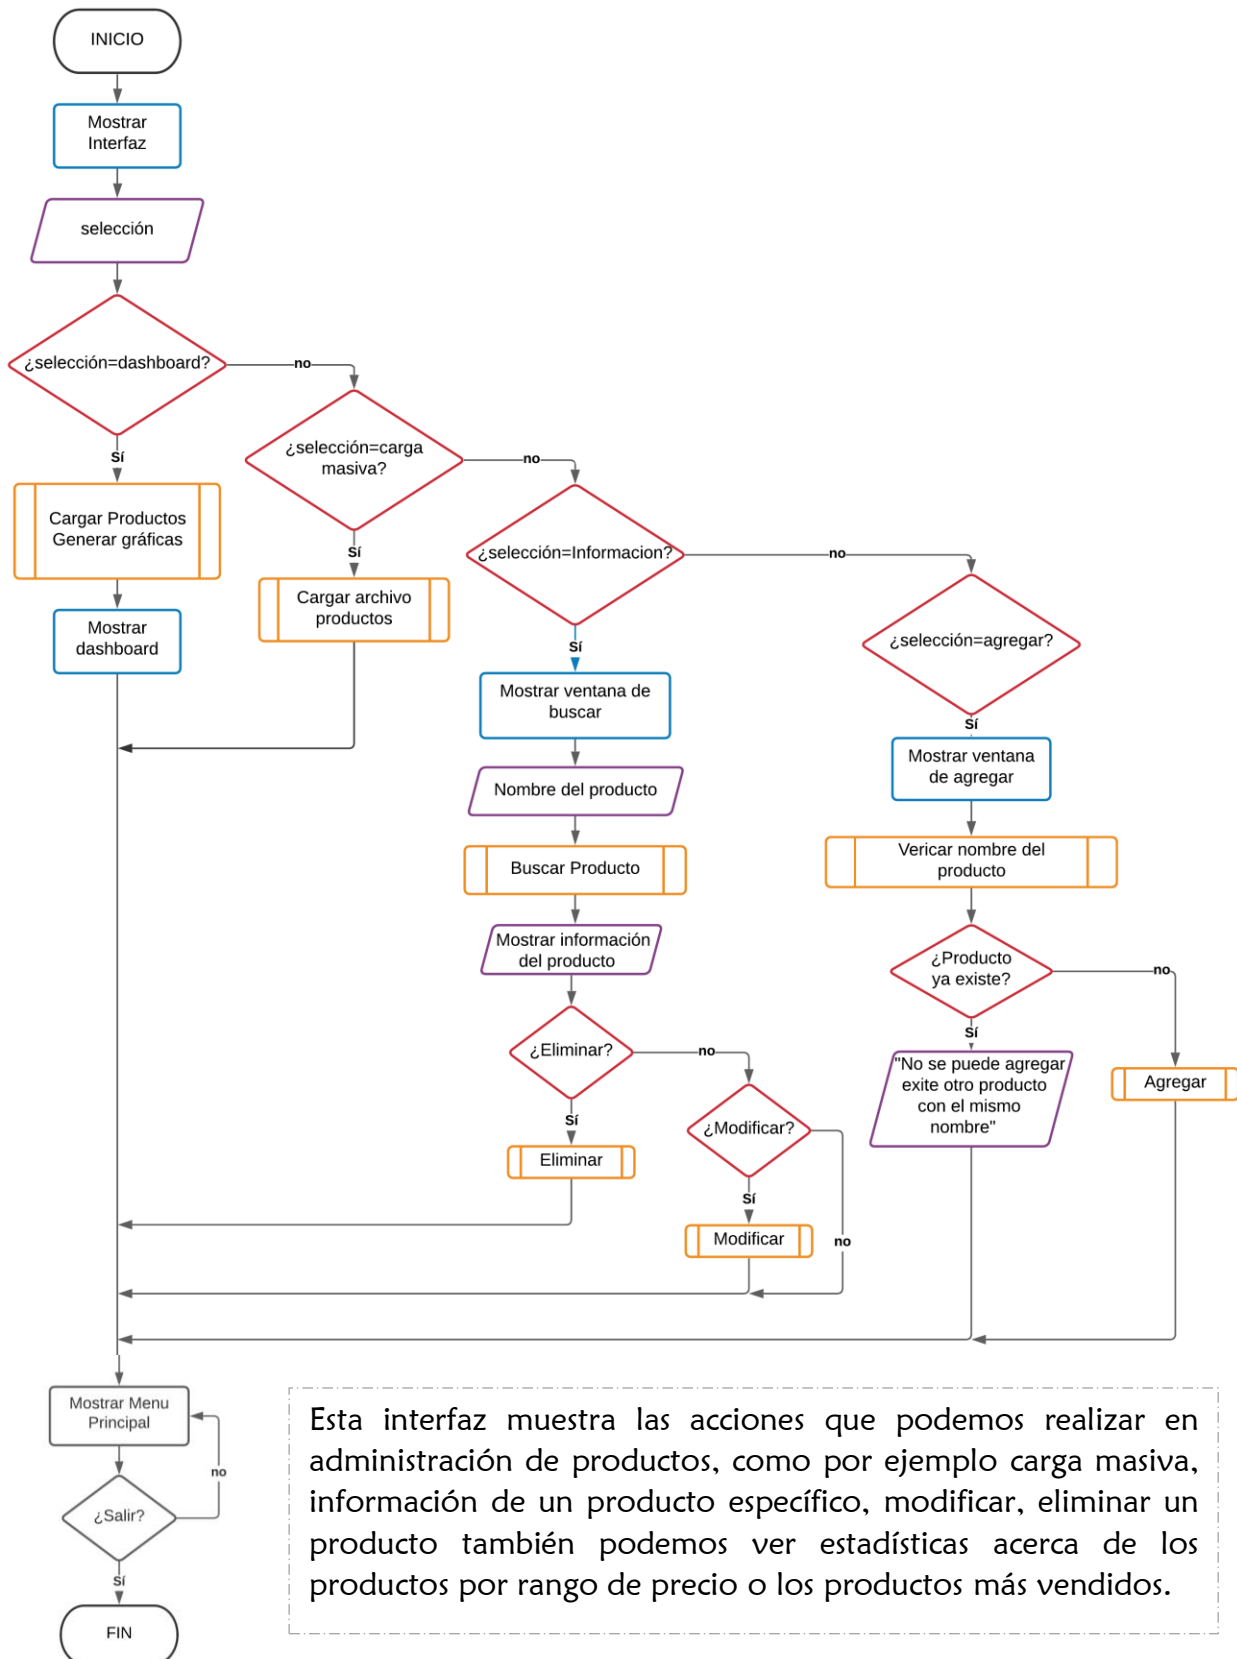 INICIO
Mostrar
Interfaz
selección
¿selección=dashboard?
no
Sí
Cargar Productos
Generar gráficas
Mostrar
dashboard
¿selección=carga
masiva?
no
Sí
Cargar archivo
productos
¿selección=Informacion?
no
Sí
Mostrar ventana de
buscar
Nombre del producto
Buscar Producto
Mostrar información
del producto
¿Eliminar?
no
Sí
Eliminar
¿Modificar?
Sí
no
Modificar
¿selección=agregar?
Sí
Mostrar ventana
de agregar
Vericar nombre del
producto
¿Producto
ya existe?
no
Sí
"No se puede agregar
exite otro producto
con el mismo
nombre"
Agregar
Mostrar Menu
Principal
no
¿Salir?
Sí
FIN
Esta interfaz muestra las acciones que podemos realizar en
administración de productos, como por ejemplo carga masiva,
información de un producto específico, modificar, eliminar un
producto también podemos ver estadísticas acerca de los
productos por rango de precio o los productos más vendidos.